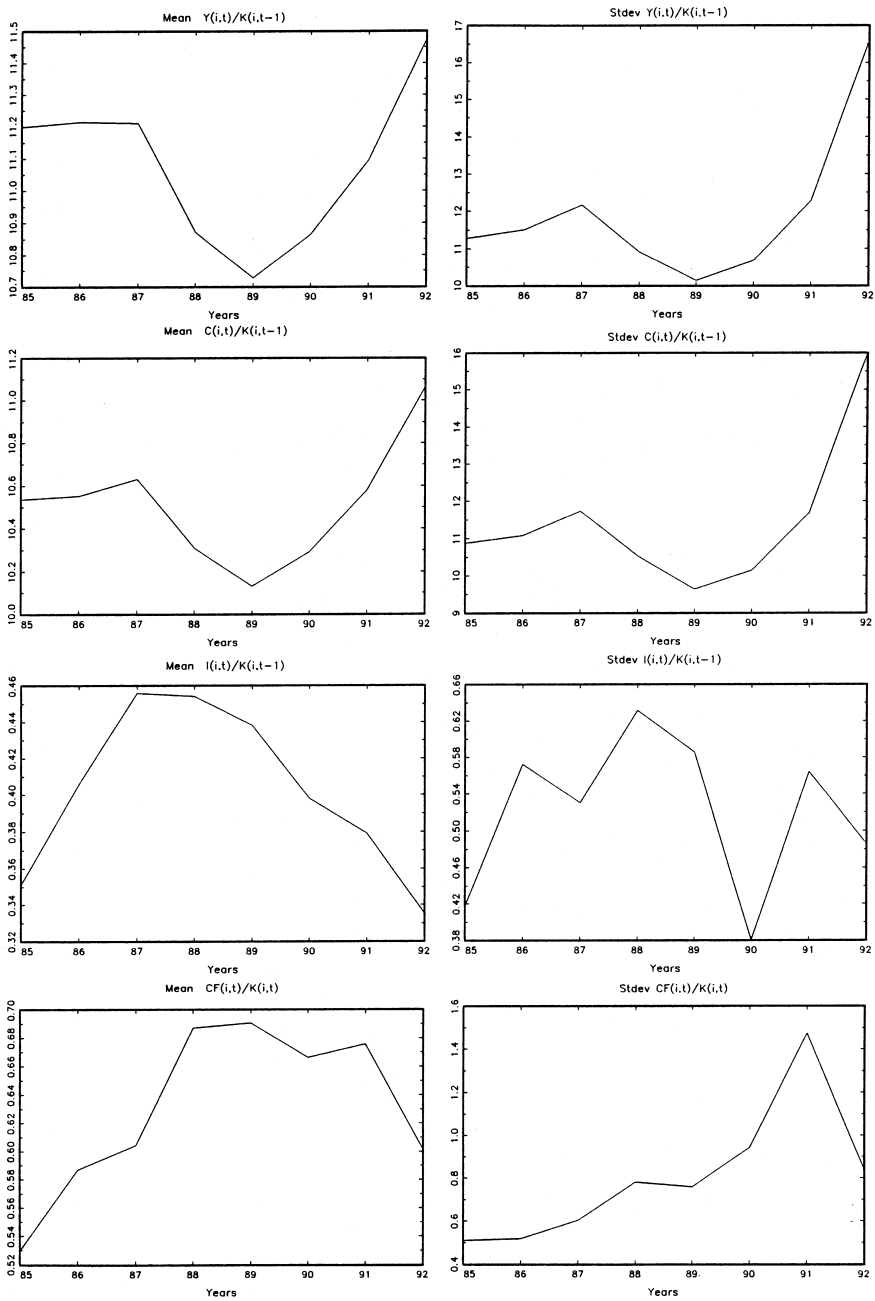 Mean Y(i,t)/K(i,t−1)
11.5
11.4
11.3
11.2
11.1
11.0
10.9
10.8
10.7
85 86 87 88 89 90 91 92
Years
Stdev Y(i,t)/K(i,t−1)
17
16
15
14
13
12
11
10
85 86 87 88 89 90 91 92
Years
Mean C(i,t)/K(i,t−1)
11.2
11.0
10.8
10.6
10.4
10.2
10.0
85 86 87 88 89 90 91 92
Years
Stdev C(i,t)/K(i,t−1)
16
15
14
13
12
11
10
9
85 86 87 88 89 90 91 92
Years
Mean I(i,t)/K(i,t−1)
0.46
0.44
0.42
0.40
0.38
0.36
0.34
0.32
85 86 87 88 89 90 91 92
Years
Stdev I(i,t)/K(i,t−1)
0.66
0.62
0.58
0.54
0.50
0.46
0.42
0.38
85 86 87 88 89 90 91 92
Years
Mean CF(i,t)/K(i,t)
0.70
0.68
0.66
0.64
0.62
0.60
0.58
0.56
0.54
0.52
85 86 87 88 89 90 91 92
Years
Stdev CF(i,t)/K(i,t)
1.6
1.4
1.2
1.0
0.8
0.6
0.4
85 86 87 88 89 90 91 92
Years